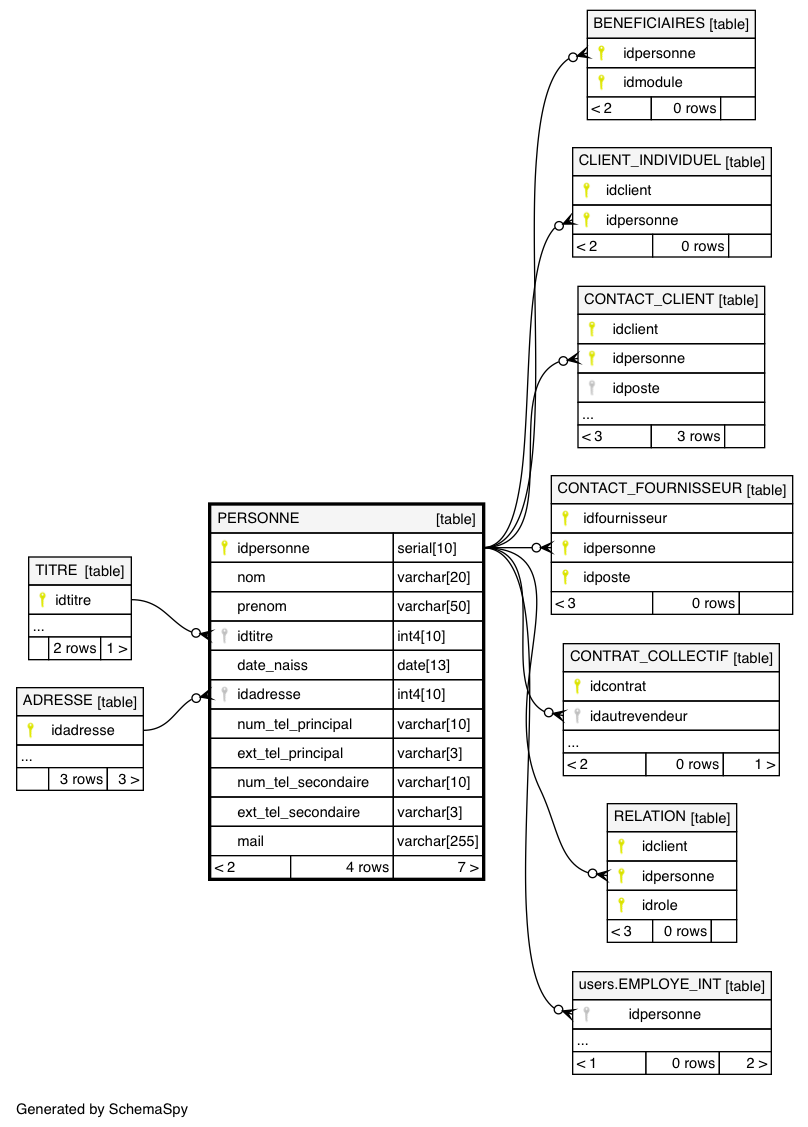 BENEFICIAIRES [table]
idpersonne
idmodule
< 2 0 rows
CLIENT_INDIVIDUEL [table]
idclient
idpersonne
< 2 0 rows
CONTACT_CLIENT [table]
idclient
idpersonne
idposte
...
< 3 3 rows
CONTACT_FOURNISSEUR [table]
idfournisseur
idpersonne
idposte
< 3 0 rows
PERSONNE [table]
idpersonne serial[10]
nom varchar[20]
prenom varchar[50]
idtitre int4[10]
date_naiss date[13]
idadresse int4[10]
num_tel_principal varchar[10]
ext_tel_principal varchar[3]
num_tel_secondaire varchar[10]
ext_tel_secondaire varchar[3]
mail varchar[255]
< 2 4 rows 7 >
TITRE [table]
idtitre
...
2 rows 1 >
ADRESSE [table]
idadresse
...
3 rows 3 >
CONTRAT_COLLECTIF [table]
idcontrat
idautrevendeur
...
< 2 0 rows 1 >
RELATION [table]
idclient
idpersonne
idrole
< 3 0 rows
users.EMPLOYE_INT [table]
idpersonne
...
< 1 0 rows 2 >
Generated by SchemaSpy